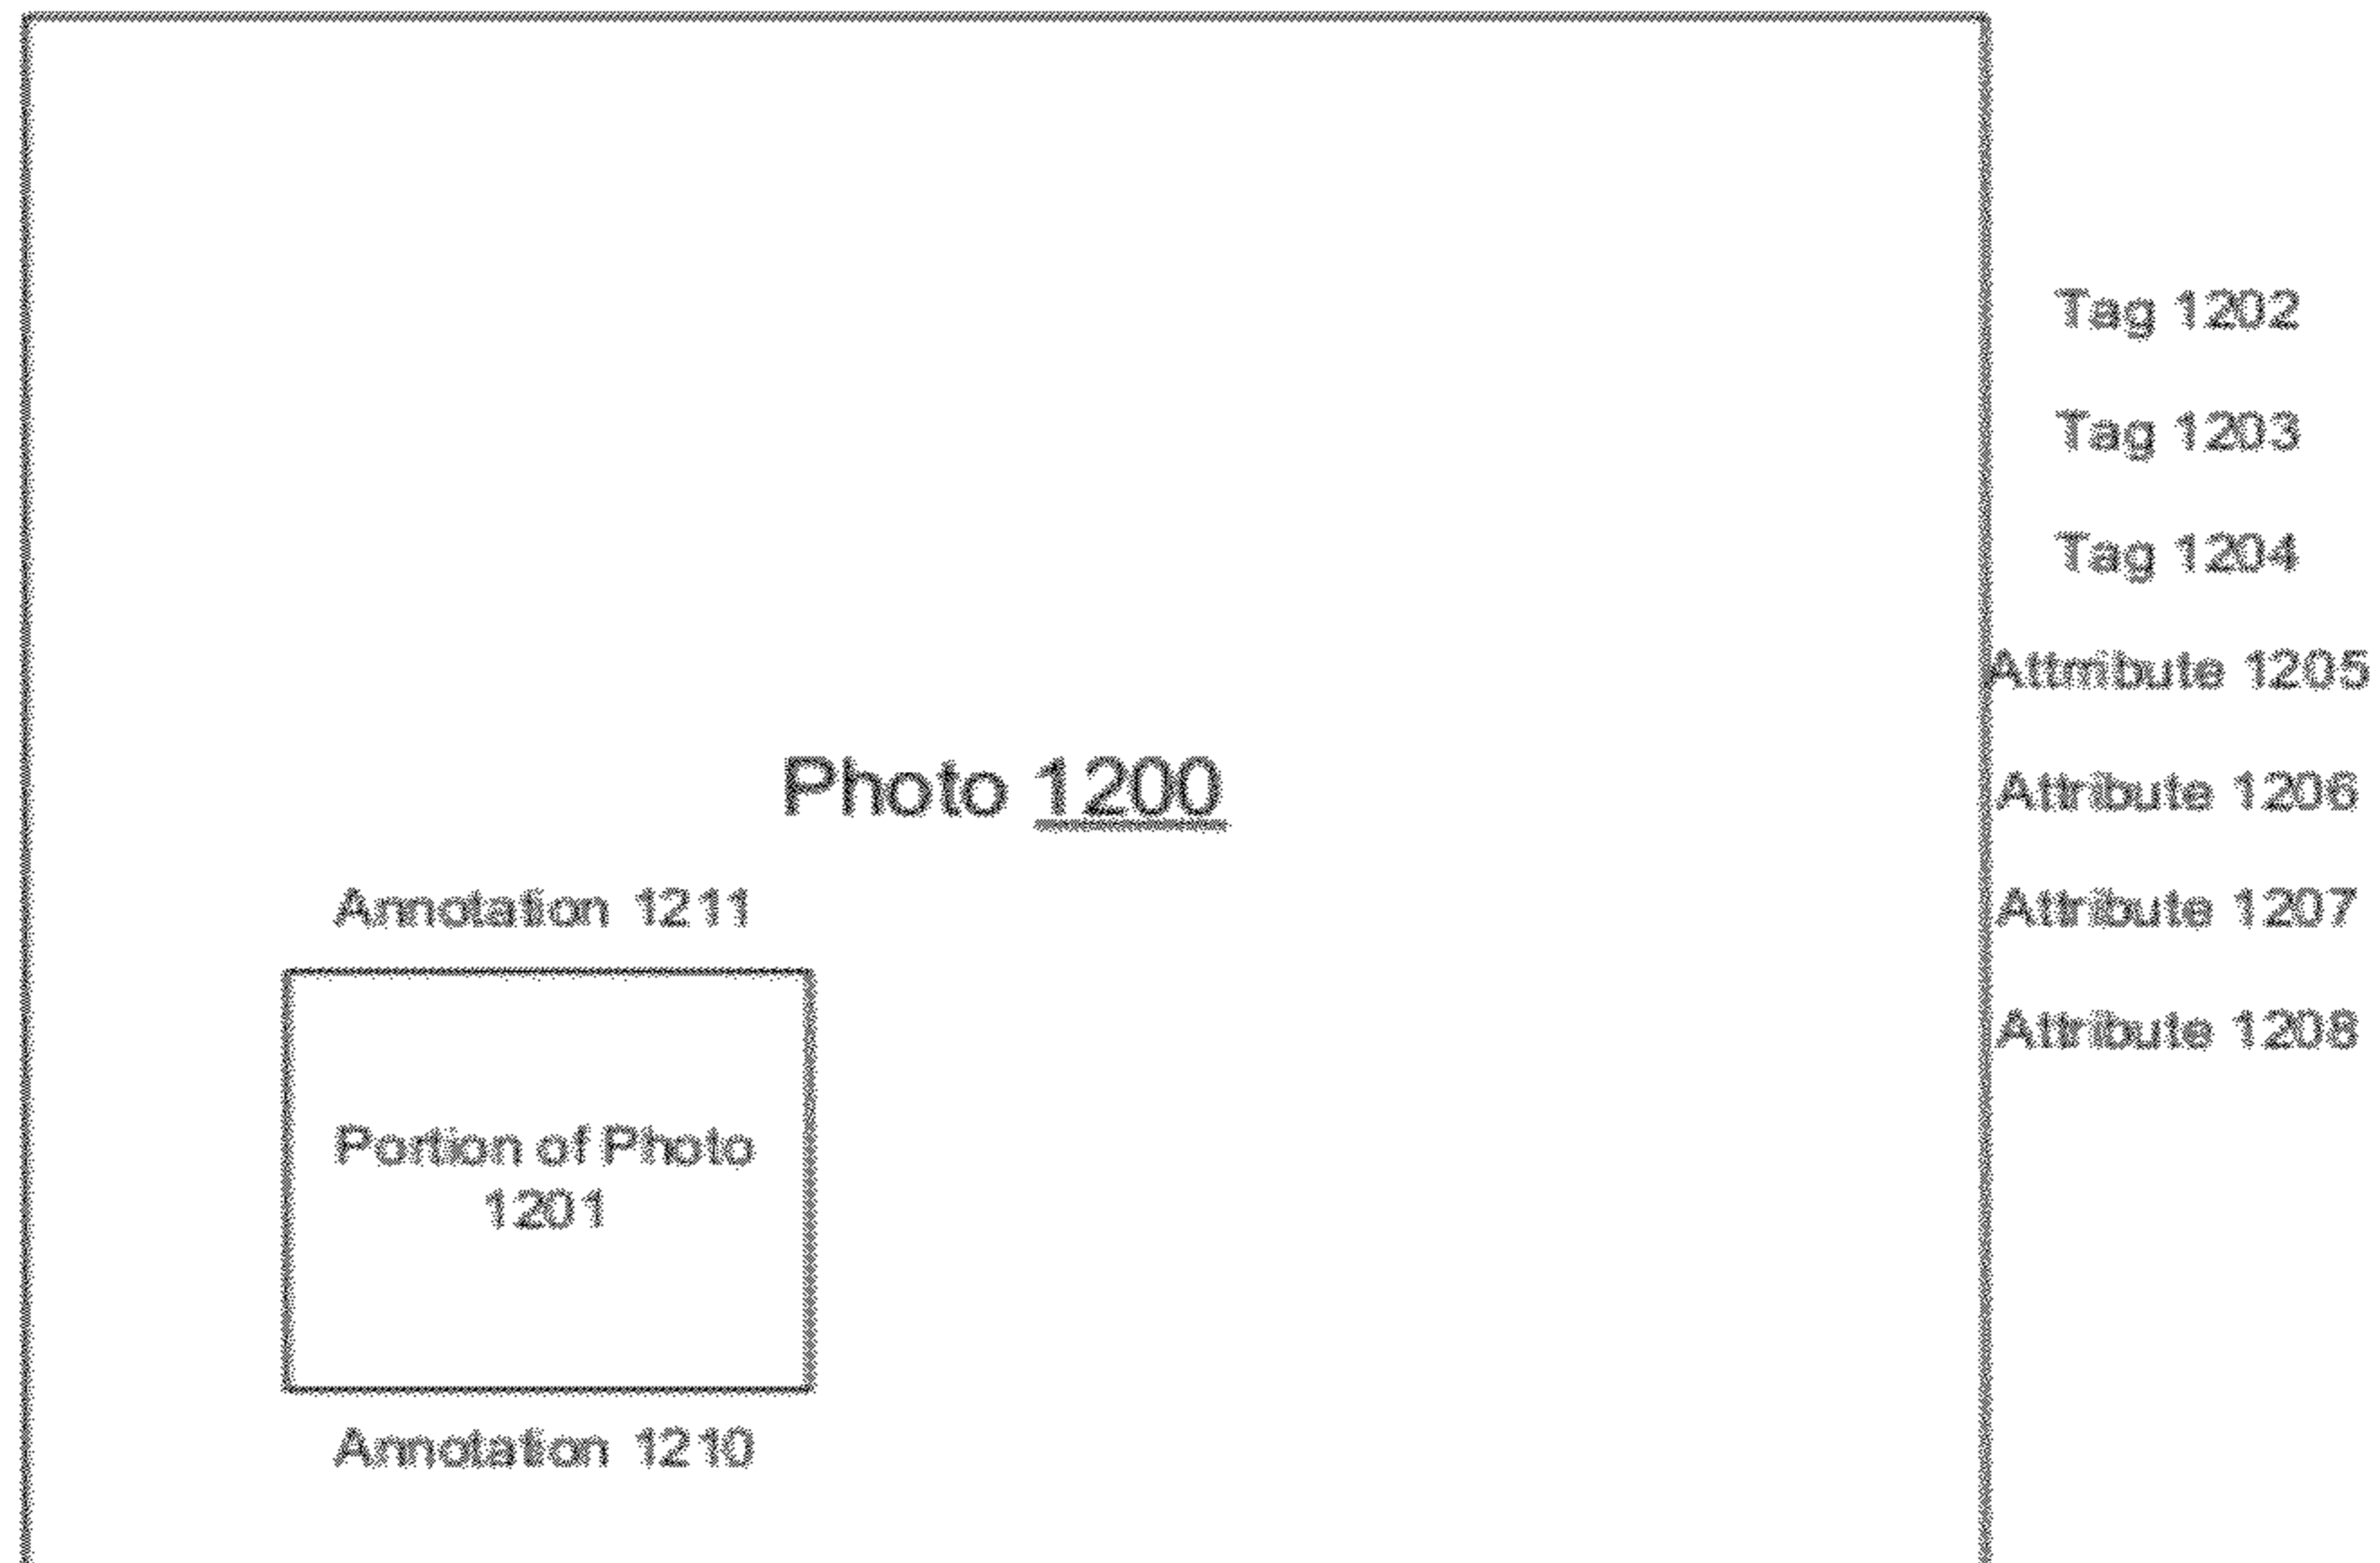 Tag 1202
Tag 1203
Tag 1204
Attribute 1205
Photo 1200
Attribute 1206
Annotation 1211
Attribute 1207
Attribute 1208
Portion of Photo
1201
Annotation 1210